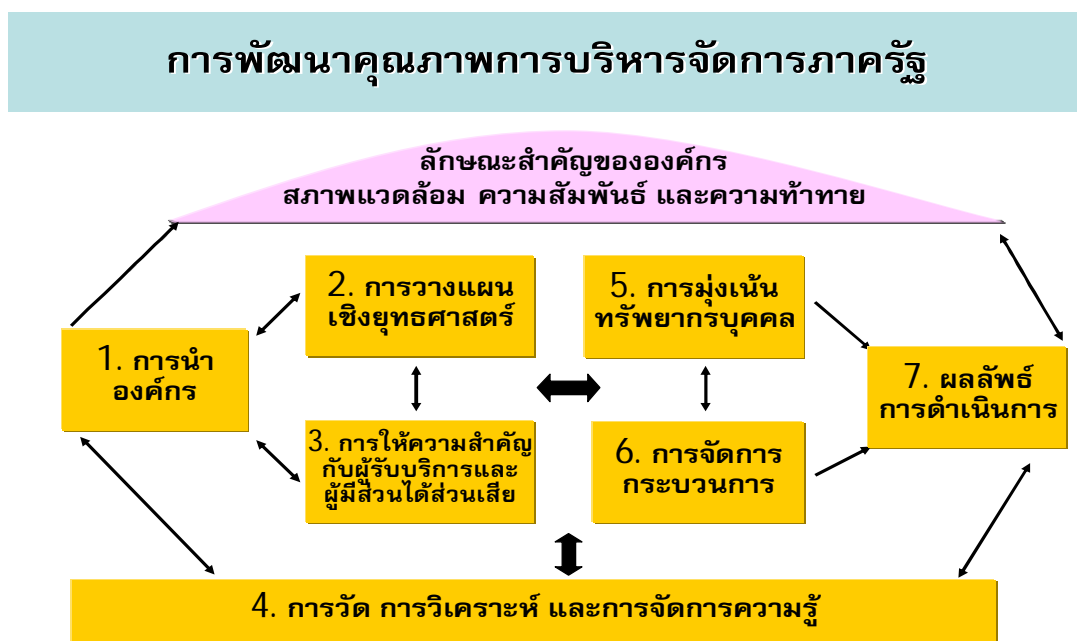 การพัฒนาคุณภาพการบริหารจัดการภาครัฐ
ลักษณะสำคัญขององค์กร
สภาพแวดล้อม ความสัมพันธ์ และความท้าทาย
1. การนำ
องค์กร
2. การวางแผน
เชิงยุทธศาสตร์
3. การให้ความสำคัญ
กับผู้รับบริการและ
ผู้มีส่วนได้ส่วนเสีย
5. การมุ่งเน้น
ทรัพยากรบุคคล
6. การจัดการ
กระบวนการ
7. ผลลัพธ์
การดำเนินการ
4. การวัด การวิเคราะห์ และการจัดการความรู้